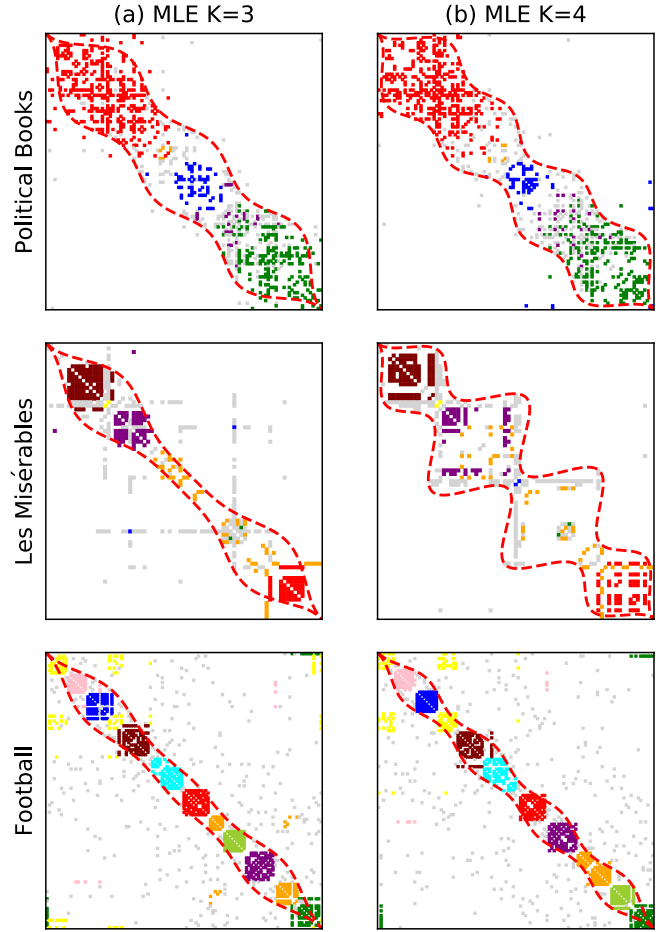 (a) MLE K=3
(b) MLE K=4
Political Books
Les Misérables
Football